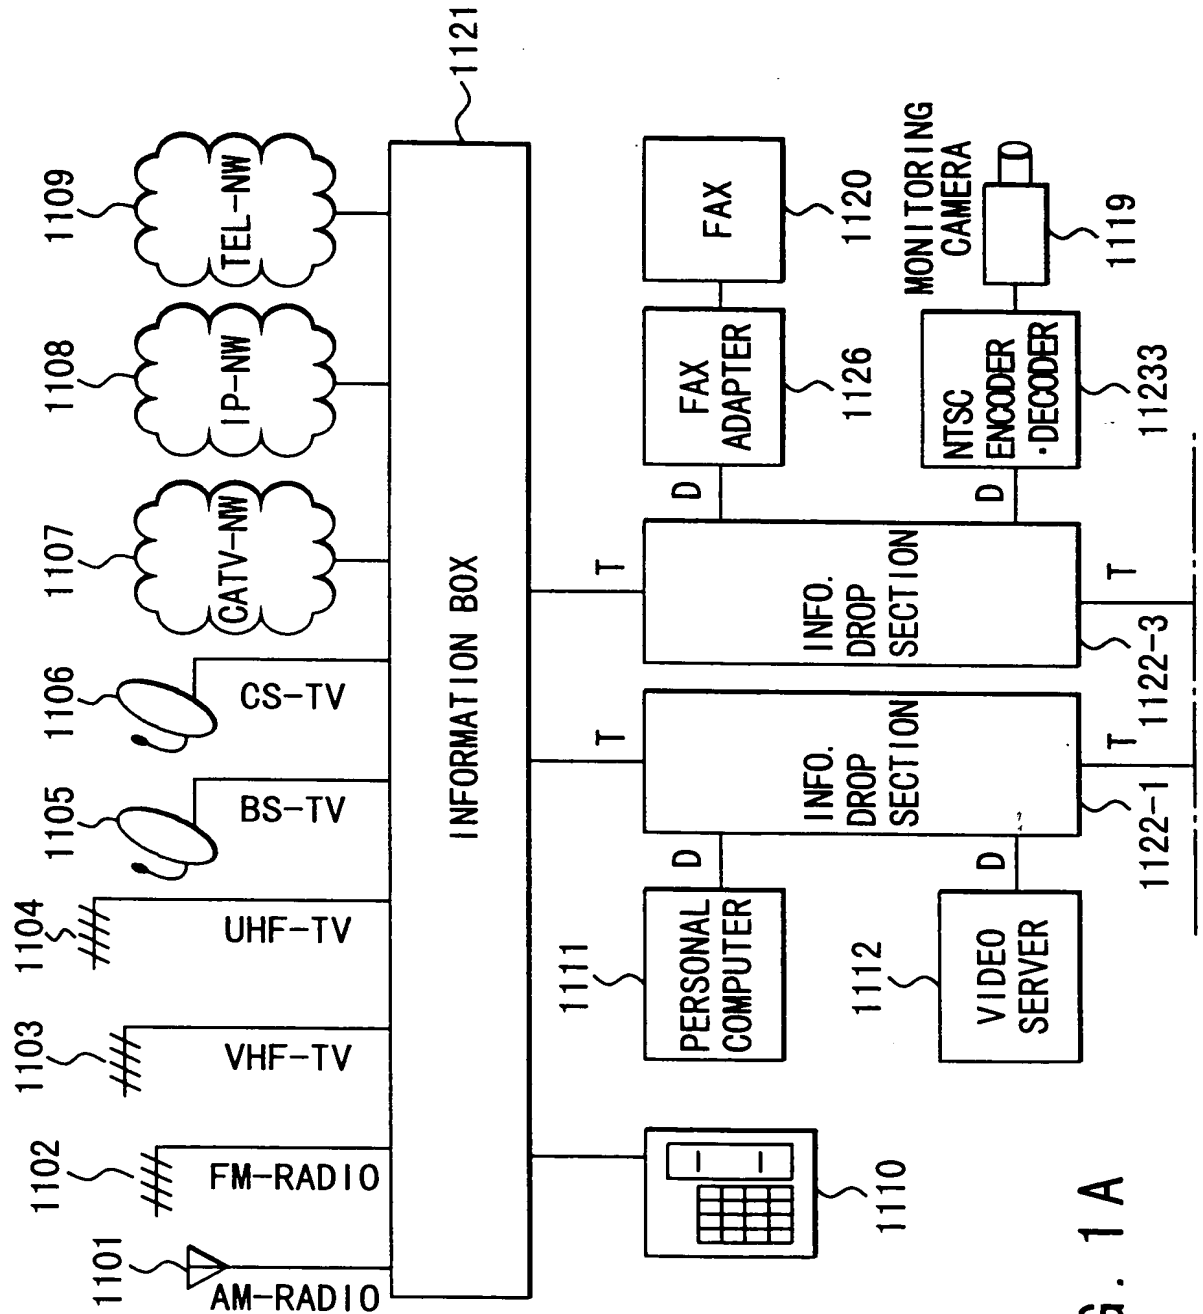 1101
1102
1103
1104
1105
1106
1107
1108
1109
AM-RADIO
FM-RADIO
VHF-TV
UHF-TV
BS-TV
CS-TV
CATV-NW
IP-NW
TEL-NW
INFORMATION BOX
1121
T
T
1110
1111
PERSONAL
COMPUTER
D
1112
VIDEO
SERVER
D
INFO.
DROP
SECTION
1122-1
T
INFO.
DROP
SECTION
1122-3
T
D
FAX
ADAPTER
1126
FAX
1120
D
NTSC
ENCODER
·DECODER
11233
MONITORING
CAMERA
1119
G. 1A